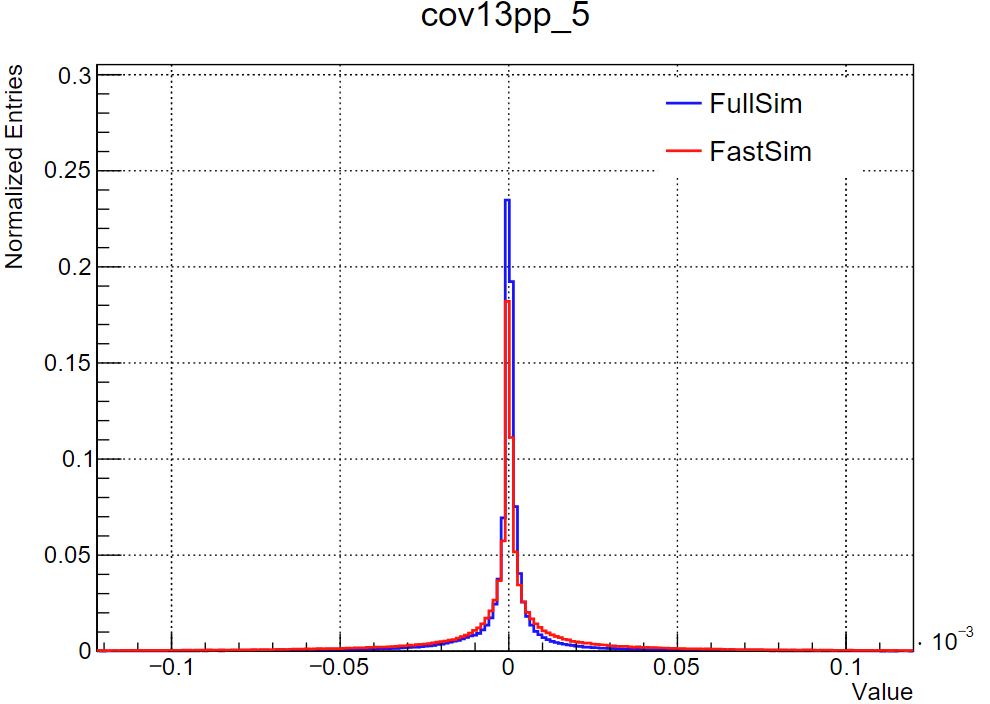 cov13pp_5
Normalized Entries
0.3
0.25
0.2
0.15
0.1
0.05
0
FullSim
FastSim
−0.1
−0.05
0
0.05
0.1
· 10⁻³
Value